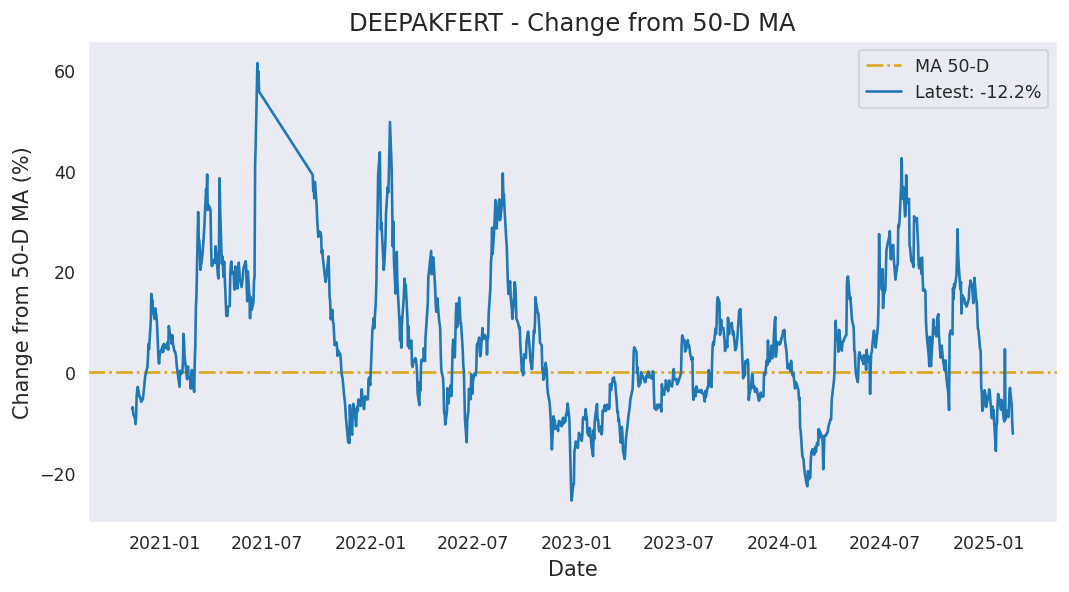 DEEPAKFERT - Change from 50-D MA
MA 50-D
Latest: -12.2%
Change from 50-D MA (%)
60
40
20
0
−20
2021-01
2021-07
2022-01
2022-07
2023-01
2023-07
2024-01
2024-07
2025-01
Date